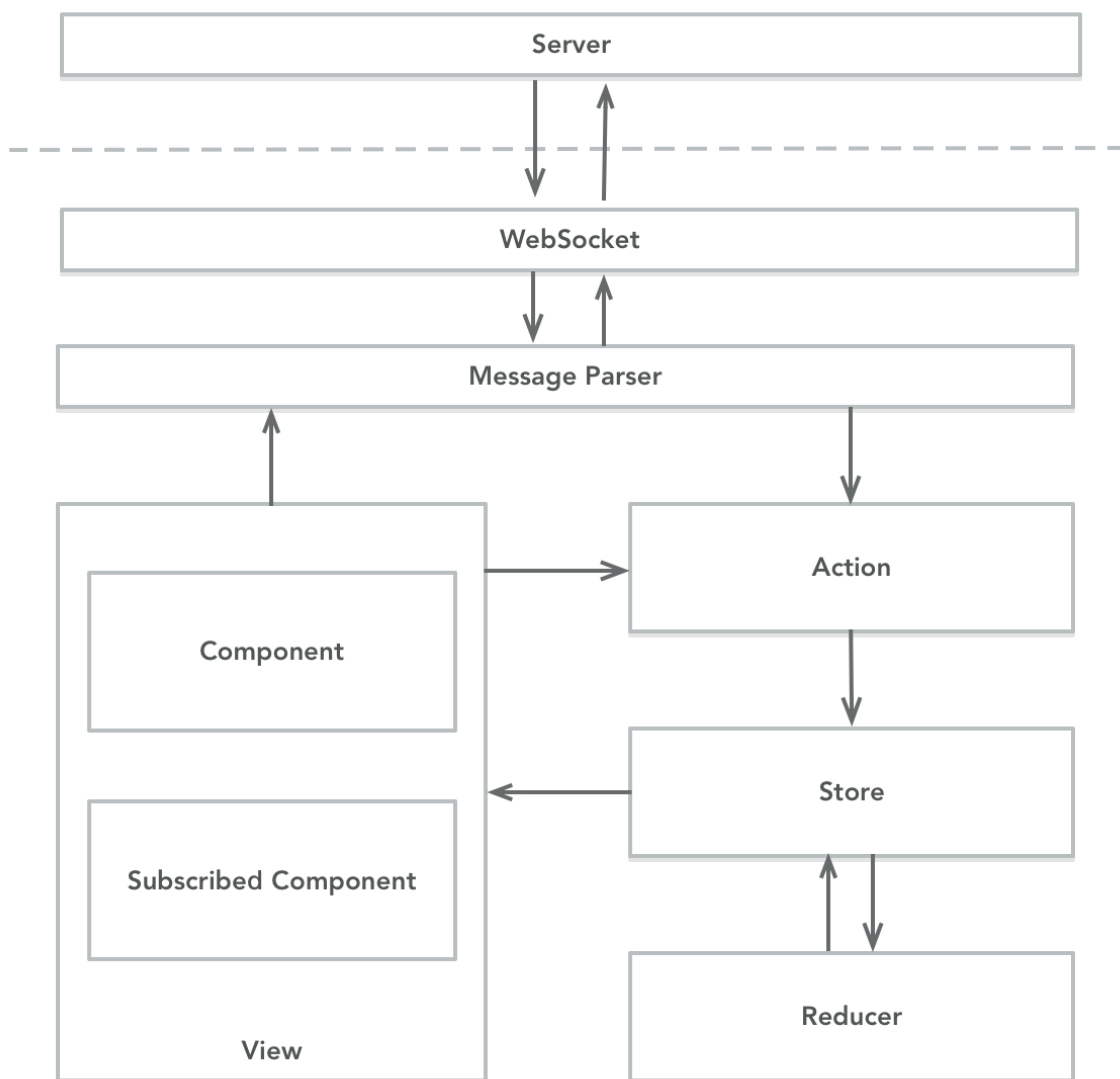 Server
WebSocket
Message Parser
Action
Component
Store
Subscribed Component
Reducer
View